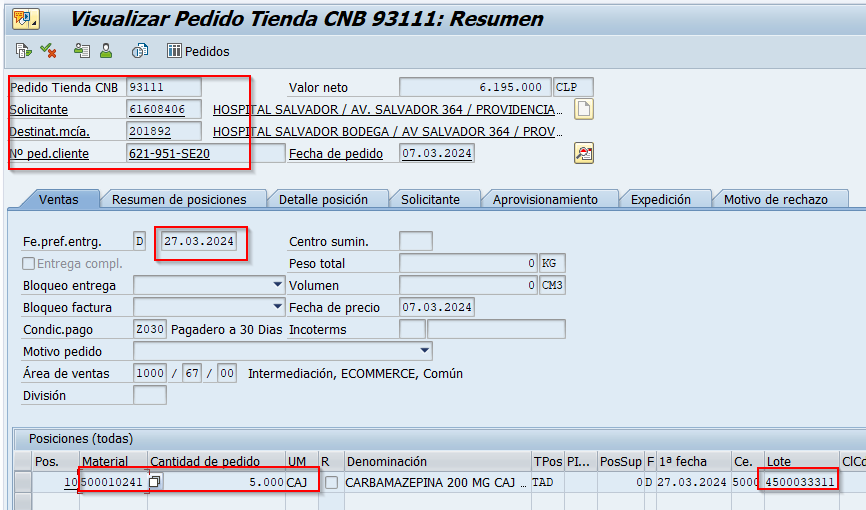 Visualizar Pedido Tienda CNB 93111: Resumen
Pedidos
Pedido Tienda CNB 93111 Valor neto 6.195.000 CLP
Solicitante 61608406 HOSPITAL SALVADOR / AV. SALVADOR 364 / PROVIDENCIA...
Destinat.mcía. 201892 HOSPITAL SALVADOR BODEGA / AV SALVADOR 364 / PROV...
Nº ped.cliente 621-951-SE20 Fecha de pedido 07.03.2024
Ventas Resumen de posiciones Detalle posición Solicitante Aprovisionamiento Expedición Motivo de rechazo
Fe.pref.entrg. D 27.03.2024 Centro sumin.
Entrega compl. Peso total 0 KG
Bloqueo entrega Volumen 0 CM3
Bloqueo factura Fecha de precio 07.03.2024
Condic.pago Z030 Pagadero a 30 Dias Incoterms
Motivo pedido
Área de ventas 1000 / 67 / 00 Intermediación, ECOMMERCE, Común
División
Posiciones (todas)
Pos. Material Cantidad de pedido UM R Denominación TPos PI... PosSup F 1ª fecha Ce. Lote ClCo
10 500010241 5.000 CAJ CARBAMAZEPINA 200 MG CAJ ... TAD 0 D 27.03.2024 5000 4500033311